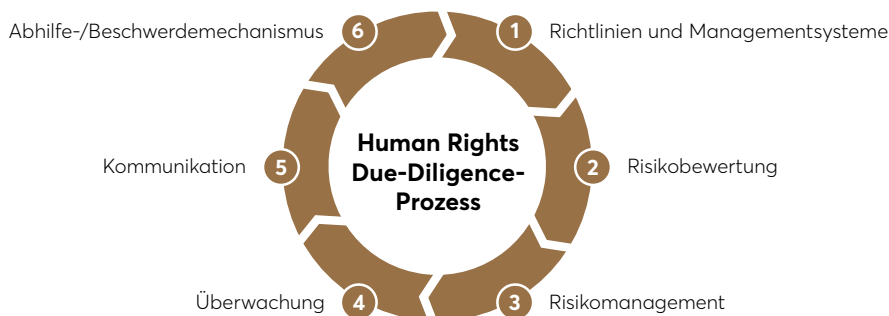 Abhilfe-/Beschwerdemechanismus 6
1 Richtlinien und Managementsysteme
Human Rights
Due-Diligence-
Prozess
Kommunikation 5
2 Risikobewertung
Überwachung 4
3 Risikomanagement